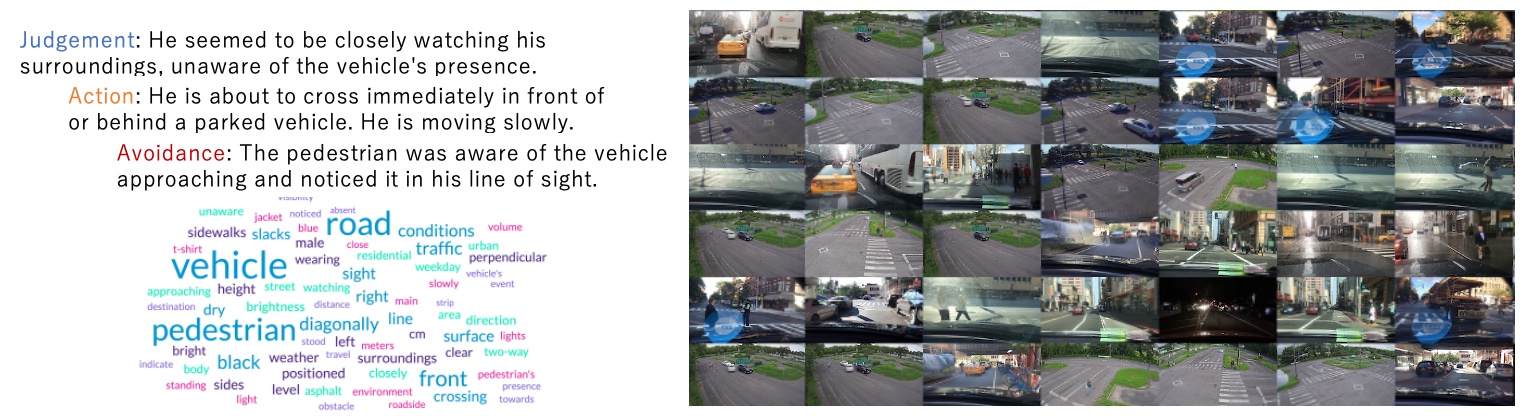 Judgement: He seemed to be closely watching his
surroundings, unaware of the vehicle's presence.
Action: He is about to cross immediately in front of
or behind a parked vehicle. He is moving slowly.
Avoidance: The pedestrian was aware of the vehicle
approaching and noticed it in his line of sight.
visibility
unaware jacket noticed absent
sidewalks slacks blue road conditions volume
t-shirt male close traffic urban
vehicle wearing residential perpendicular
sight weekday vehicle's
approaching height street watching slowly event
destination dry brightness distance right main strip
pedestrian diagonally line area direction
stood left cm surface lights
bright black weather travel meters surroundings clear two-way
indicate body positioned closely front pedestrian's
standing sides level asphalt environment crossing presence
light obstacle roadside towards